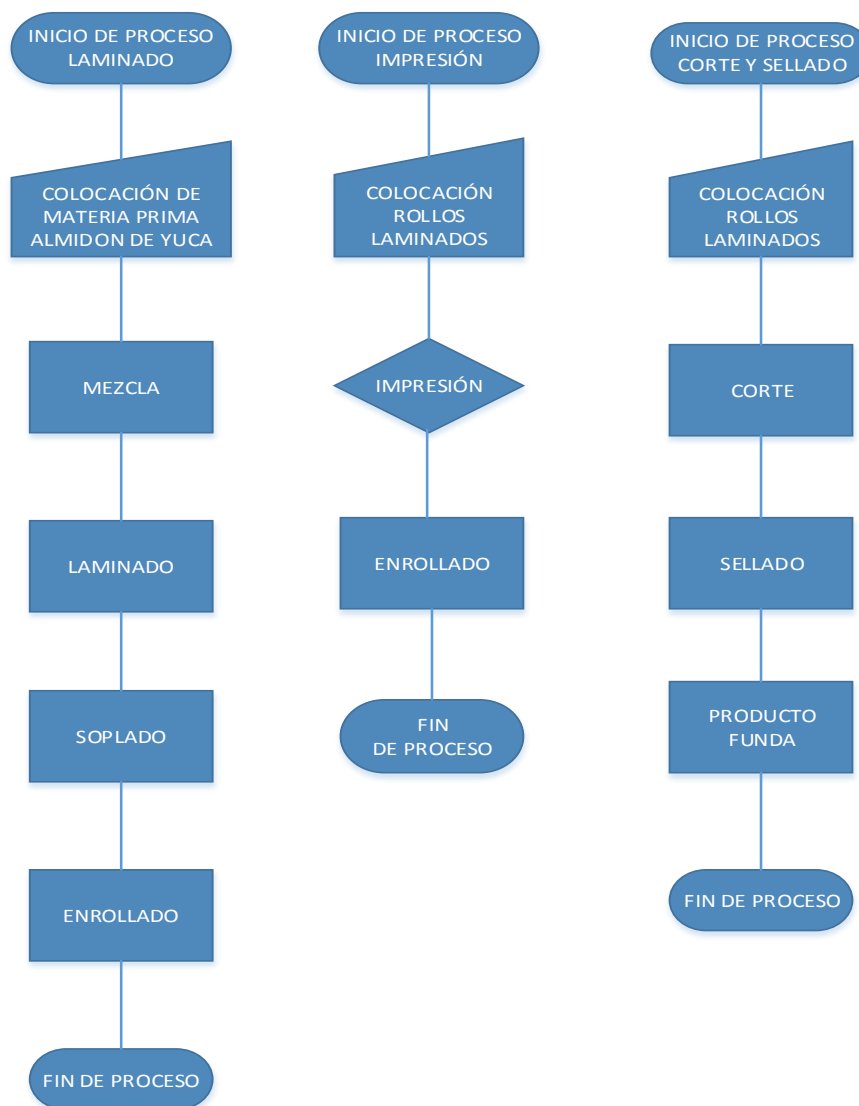 INICIO DE PROCESO
LAMINADO
COLOCACIÓN DE
MATERIA PRIMA
ALMIDON DE YUCA
MEZCLA
LAMINADO
SOPLADO
ENROLLADO
FIN DE PROCESO
INICIO DE PROCESO
IMPRESIÓN
COLOCACIÓN
ROLLOS
LAMINADOS
IMPRESIÓN
ENROLLADO
FIN
DE PROCESO
INICIO DE PROCESO
CORTE Y SELLADO
COLOCACIÓN
ROLLOS
LAMINADOS
CORTE
SELLADO
PRODUCTO
FUNDA
FIN DE PROCESO